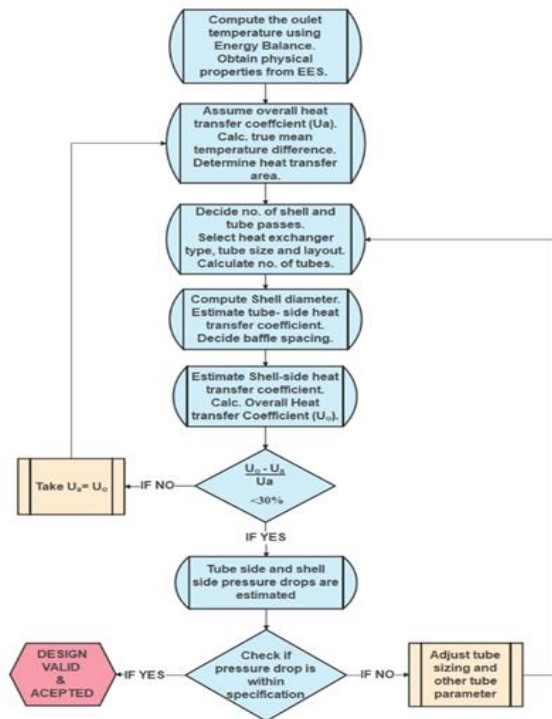 Compute the oulet
temperature using
Energy Balance.
Obtain physical
properties from EES.
Assume overall heat
transfer coeffcient (Ua).
Calc. true mean
temperature difference.
Determine heat transfer
area.
Decide no. of shell and
tube passes.
Select heat exchanger
type, tube size and layout.
Calculate no. of tubes.
Compute Shell diameter.
Estimate tube- side heat
transfer coefficient.
Decide baffle spacing.
Estimate Shell-side heat
transfer coefficient.
Calc. Overall Heat
transfer Coefficient (Uₒ).
Take Uₐ= Uₒ
IF NO
Uₒ - Uₐ
Ua
<30%
IF YES
Tube side and shell
side pressure drops are
estimated
DESIGN
VALID
&
ACEPTED
IF YES
Check if
pressure drop is
within
specification
IF NO
Adjust tube
sizing and
other tube
parameter